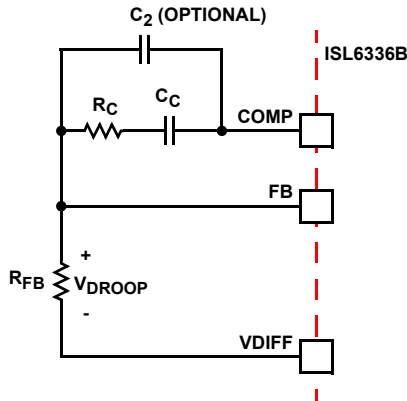 C2 (OPTIONAL)
ISL6336B
RC
CC
COMP
FB
+
RFB
VDROOP
-
VDIFF